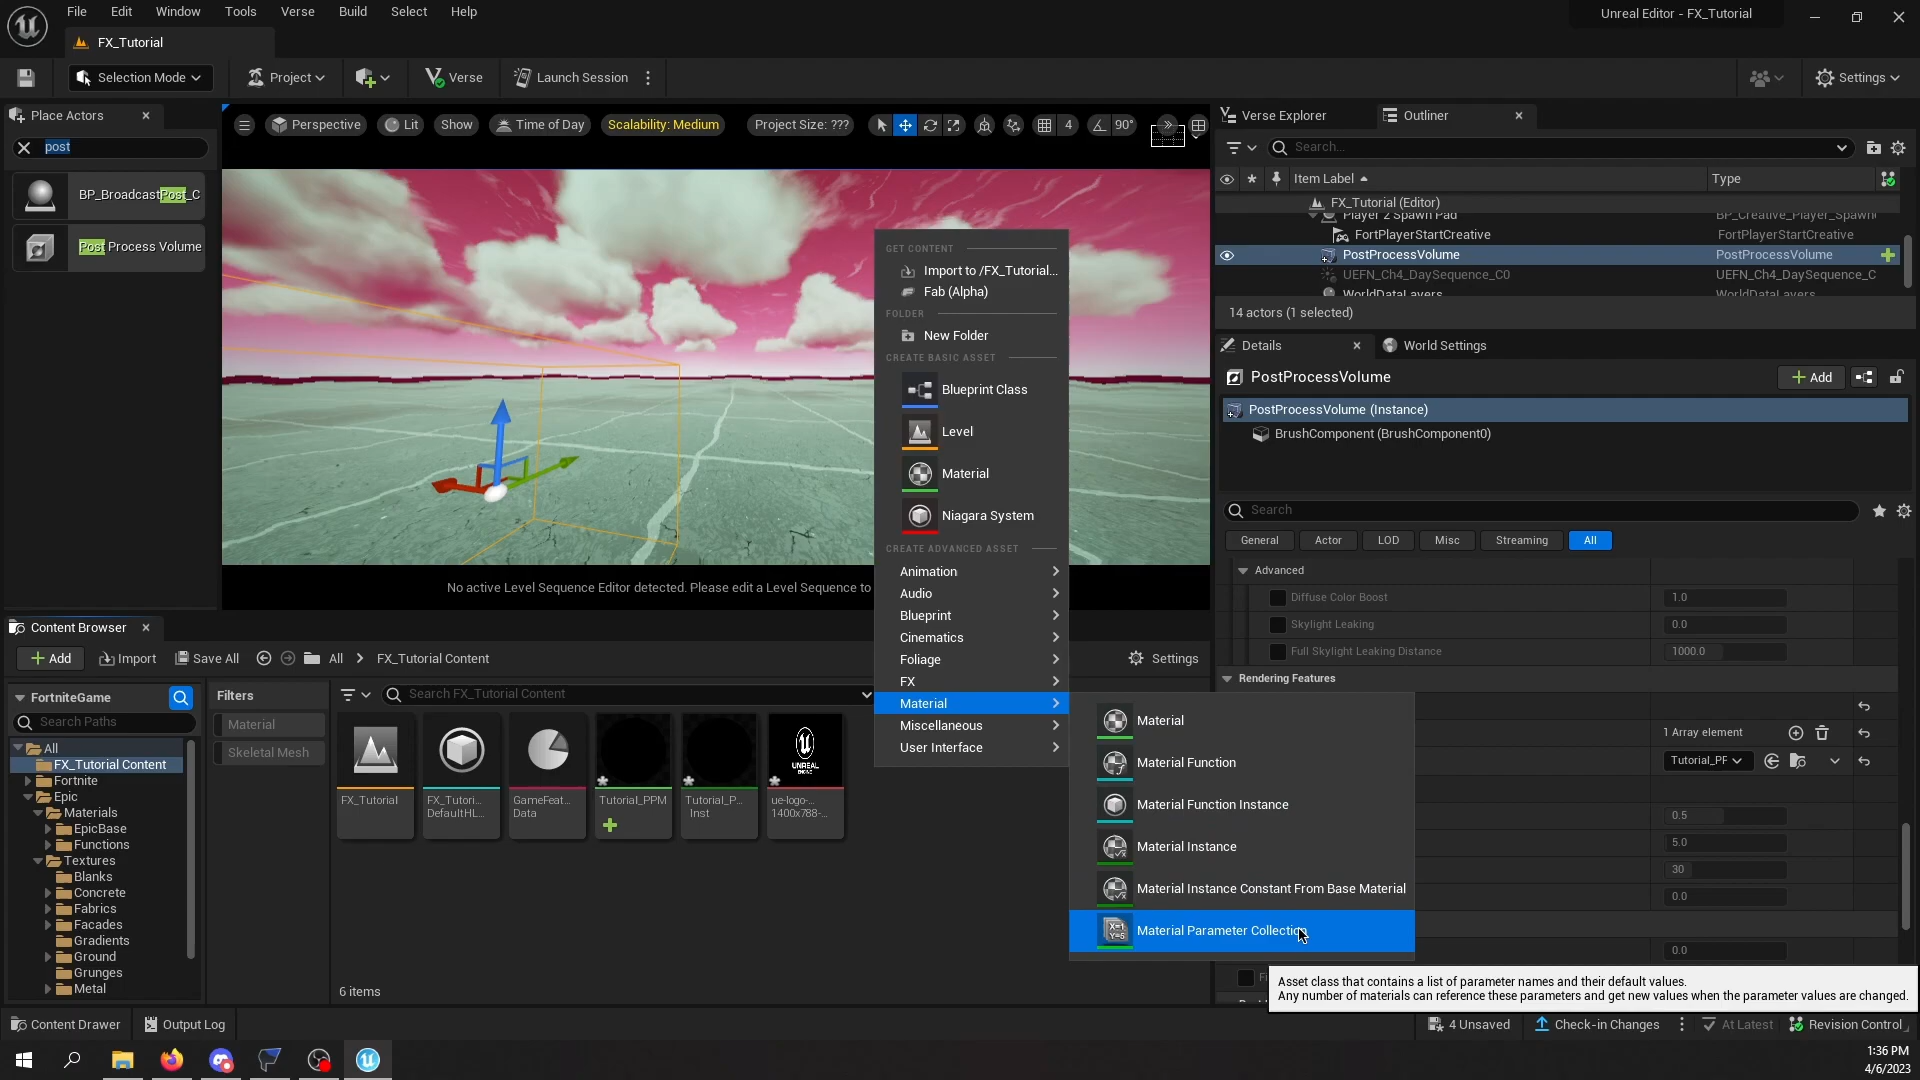 File Edit Window Tools Verse Build Select Help
Unreal Editor - FX_Tutorial
FX_Tutorial
Selection Mode
Project
Verse
Launch Session
Settings
Place Actors
post
BP_BroadcastPost_C
Post Process Volume
Perspective
Lit
Show
Time of Day
Scalability: Medium
Project Size: ???
4
90°
No active Level Sequence Editor detected. Please edit a Level Sequence to
GET CONTENT
Import to /FX_Tutorial...
Fab (Alpha)
FOLDER
New Folder
CREATE BASIC ASSET
Blueprint Class
Level
Material
Niagara System
CREATE ADVANCED ASSET
Animation
Audio
Blueprint
Cinematics
Foliage
FX
Material
Miscellaneous
User Interface
Material
Material Function
Material Function Instance
Material Instance
Material Instance Constant From Base Material
X=1
Y=5
Material Parameter Collection
Asset class that contains a list of parameter names and their default values.
Any number of materials can reference these parameters and get new values when the parameter values are changed.
Verse Explorer
Outliner
Search...
Item Label
Type
FX_Tutorial (Editor)
Player 2 Spawn Pad
BP_Creative_Player_Spawn
FortPlayerStartCreative
FortPlayerStartCreative
PostProcessVolume
PostProcessVolume
UEFN_Ch4_DaySequence_C0
UEFN_Ch4_DaySequence_C
WorldDataLayers
WorldDataLayers
14 actors (1 selected)
Details
World Settings
PostProcessVolume
Add
PostProcessVolume (Instance)
BrushComponent (BrushComponent0)
Search
General
Actor
LOD
Misc
Streaming
All
Advanced
Diffuse Color Boost
1.0
Skylight Leaking
0.0
Full Skylight Leaking Distance
1000.0
Rendering Features
1 Array element
Tutorial_PF
0.5
5.0
30
0.0
0.0
Content Browser
Add
Import
Save All
All
FX_Tutorial Content
Settings
FortniteGame
Search Paths
All
FX_Tutorial Content
Fortnite
Epic
Materials
EpicBase
Functions
Textures
Blanks
Concrete
Fabrics
Facades
Gradients
Ground
Grunges
Metal
Filters
Material
Skeletal Mesh
Search FX_Tutorial Content
FX_Tutorial
FX_Tutori...
DefaultHL...
GameFeat...
Data
Tutorial_PPM
Tutorial_P...
Inst
UNREAL
ENGINE
ue-logo-...
1400x788-...
6 items
Content Drawer
Output Log
4 Unsaved
Check-in Changes
At Latest
Revision Control
1:36 PM
4/6/2023